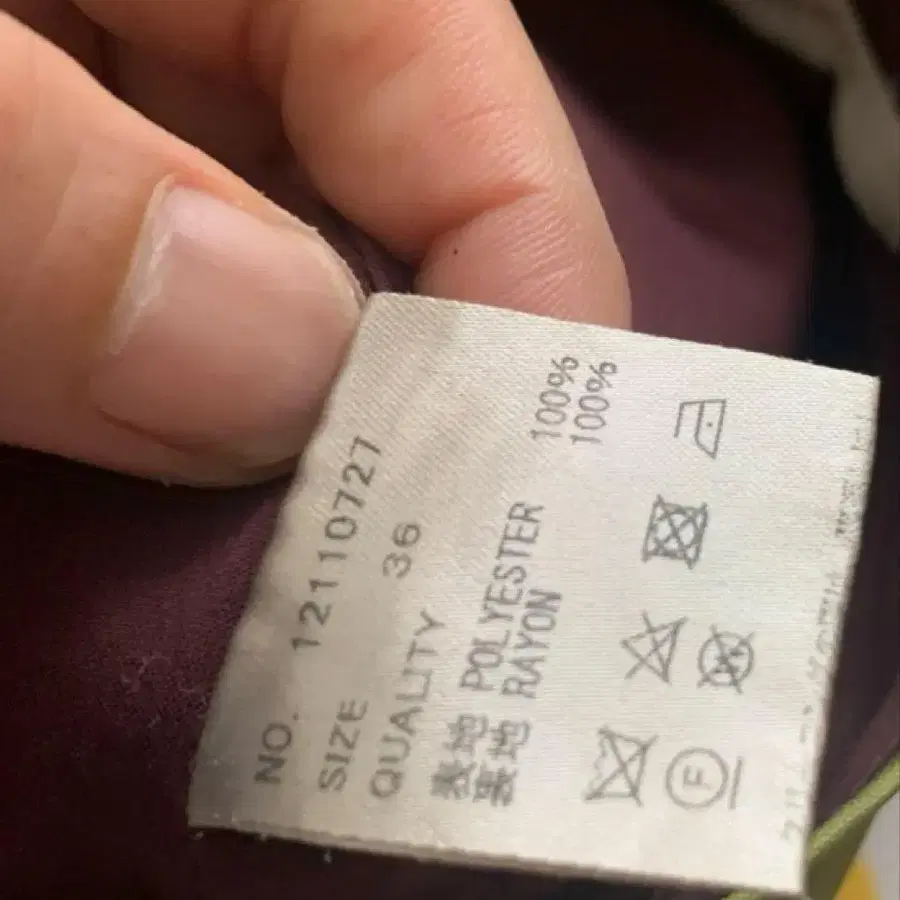 NO. 12110727
SIZE 36
QUALITY
表地 POLYESTER 100%
裏地 RAYON 100%
F